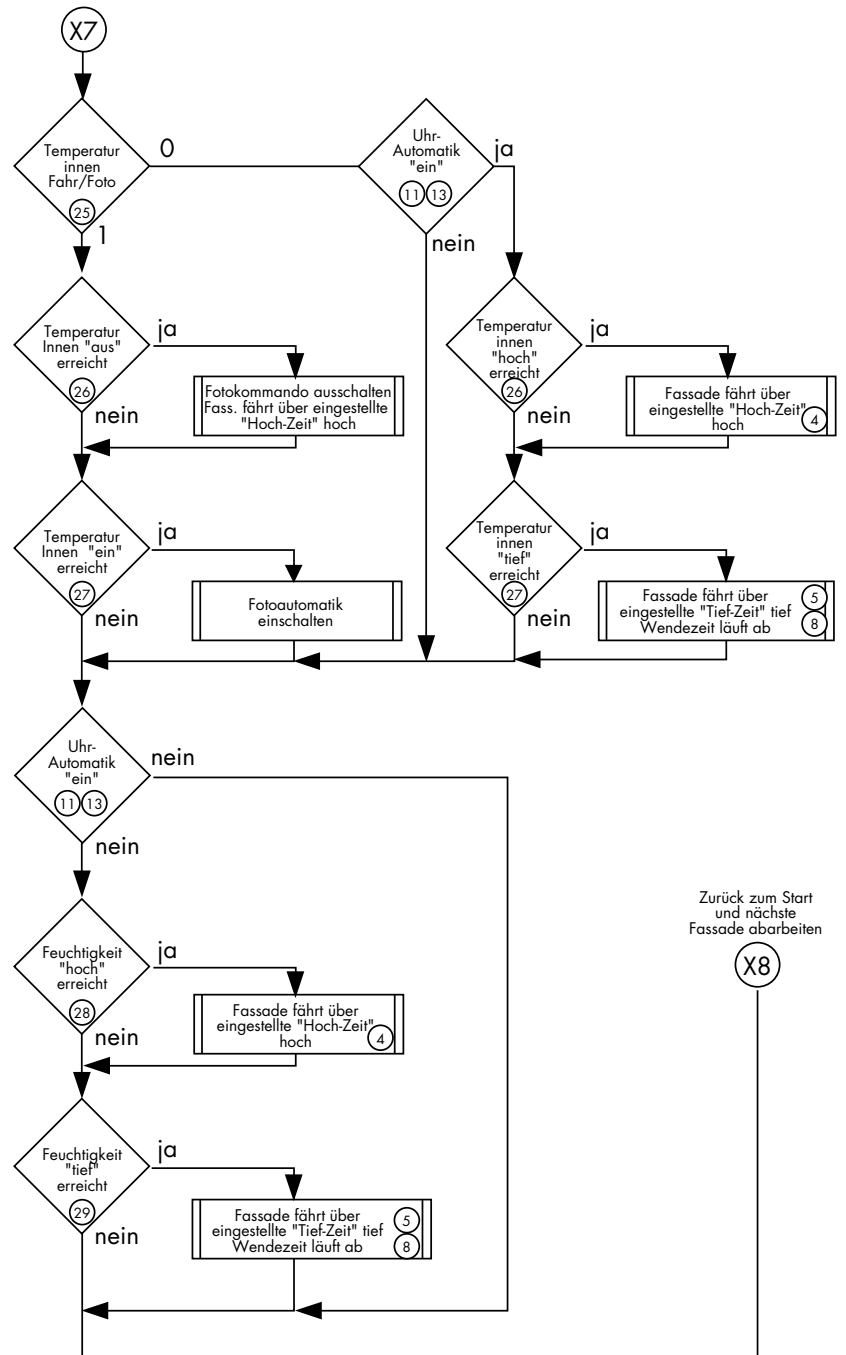 X7
Temperatur
innen
Fahr/Foto
25
0
1
Uhr-
Automatik
"ein"
11 13
ja
nein
Temperatur
Innen "aus"
erreicht
26
ja
nein
Fotokommando ausschalten
Fass. fährt über eingestellte
"Hoch-Zeit" hoch
Temperatur
innen
"hoch"
erreicht
26
ja
nein
Fassade fährt über
eingestellte "Hoch-Zeit"
hoch
4
Temperatur
Innen "ein"
erreicht
27
ja
nein
Fotoautomatik
einschalten
Temperatur
innen
"tief"
erreicht
27
ja
nein
Fassade fährt über
eingestellte "Tief-Zeit" tief
Wendezeit läuft ab
5
8
Uhr-
Automatik
"ein"
11 13
nein
nein
Feuchtigkeit
"hoch"
erreicht
28
ja
nein
Fassade fährt über
eingestellte "Hoch-Zeit"
hoch
4
Feuchtigkeit
"tief"
erreicht
29
ja
nein
Fassade fährt über
eingestellte "Tief-Zeit" tief
Wendezeit läuft ab
5
8
Zurück zum Start
und nächste
Fassade abarbeiten
X8